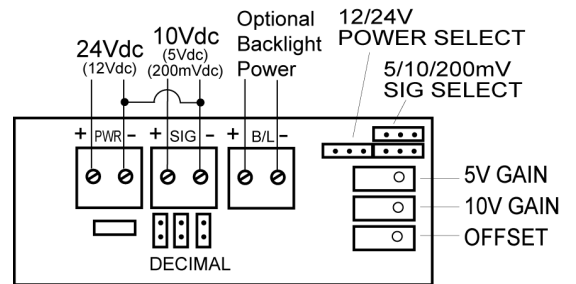 24Vdc
(12Vdc)
10Vdc
(5Vdc)
(200mVdc)
Optional
Backlight
Power
12/24V
POWER SELECT
5/10/200mV
SIG SELECT
+ PWR - + SIG - + B/L -
5V GAIN
10V GAIN
OFFSET
DECIMAL